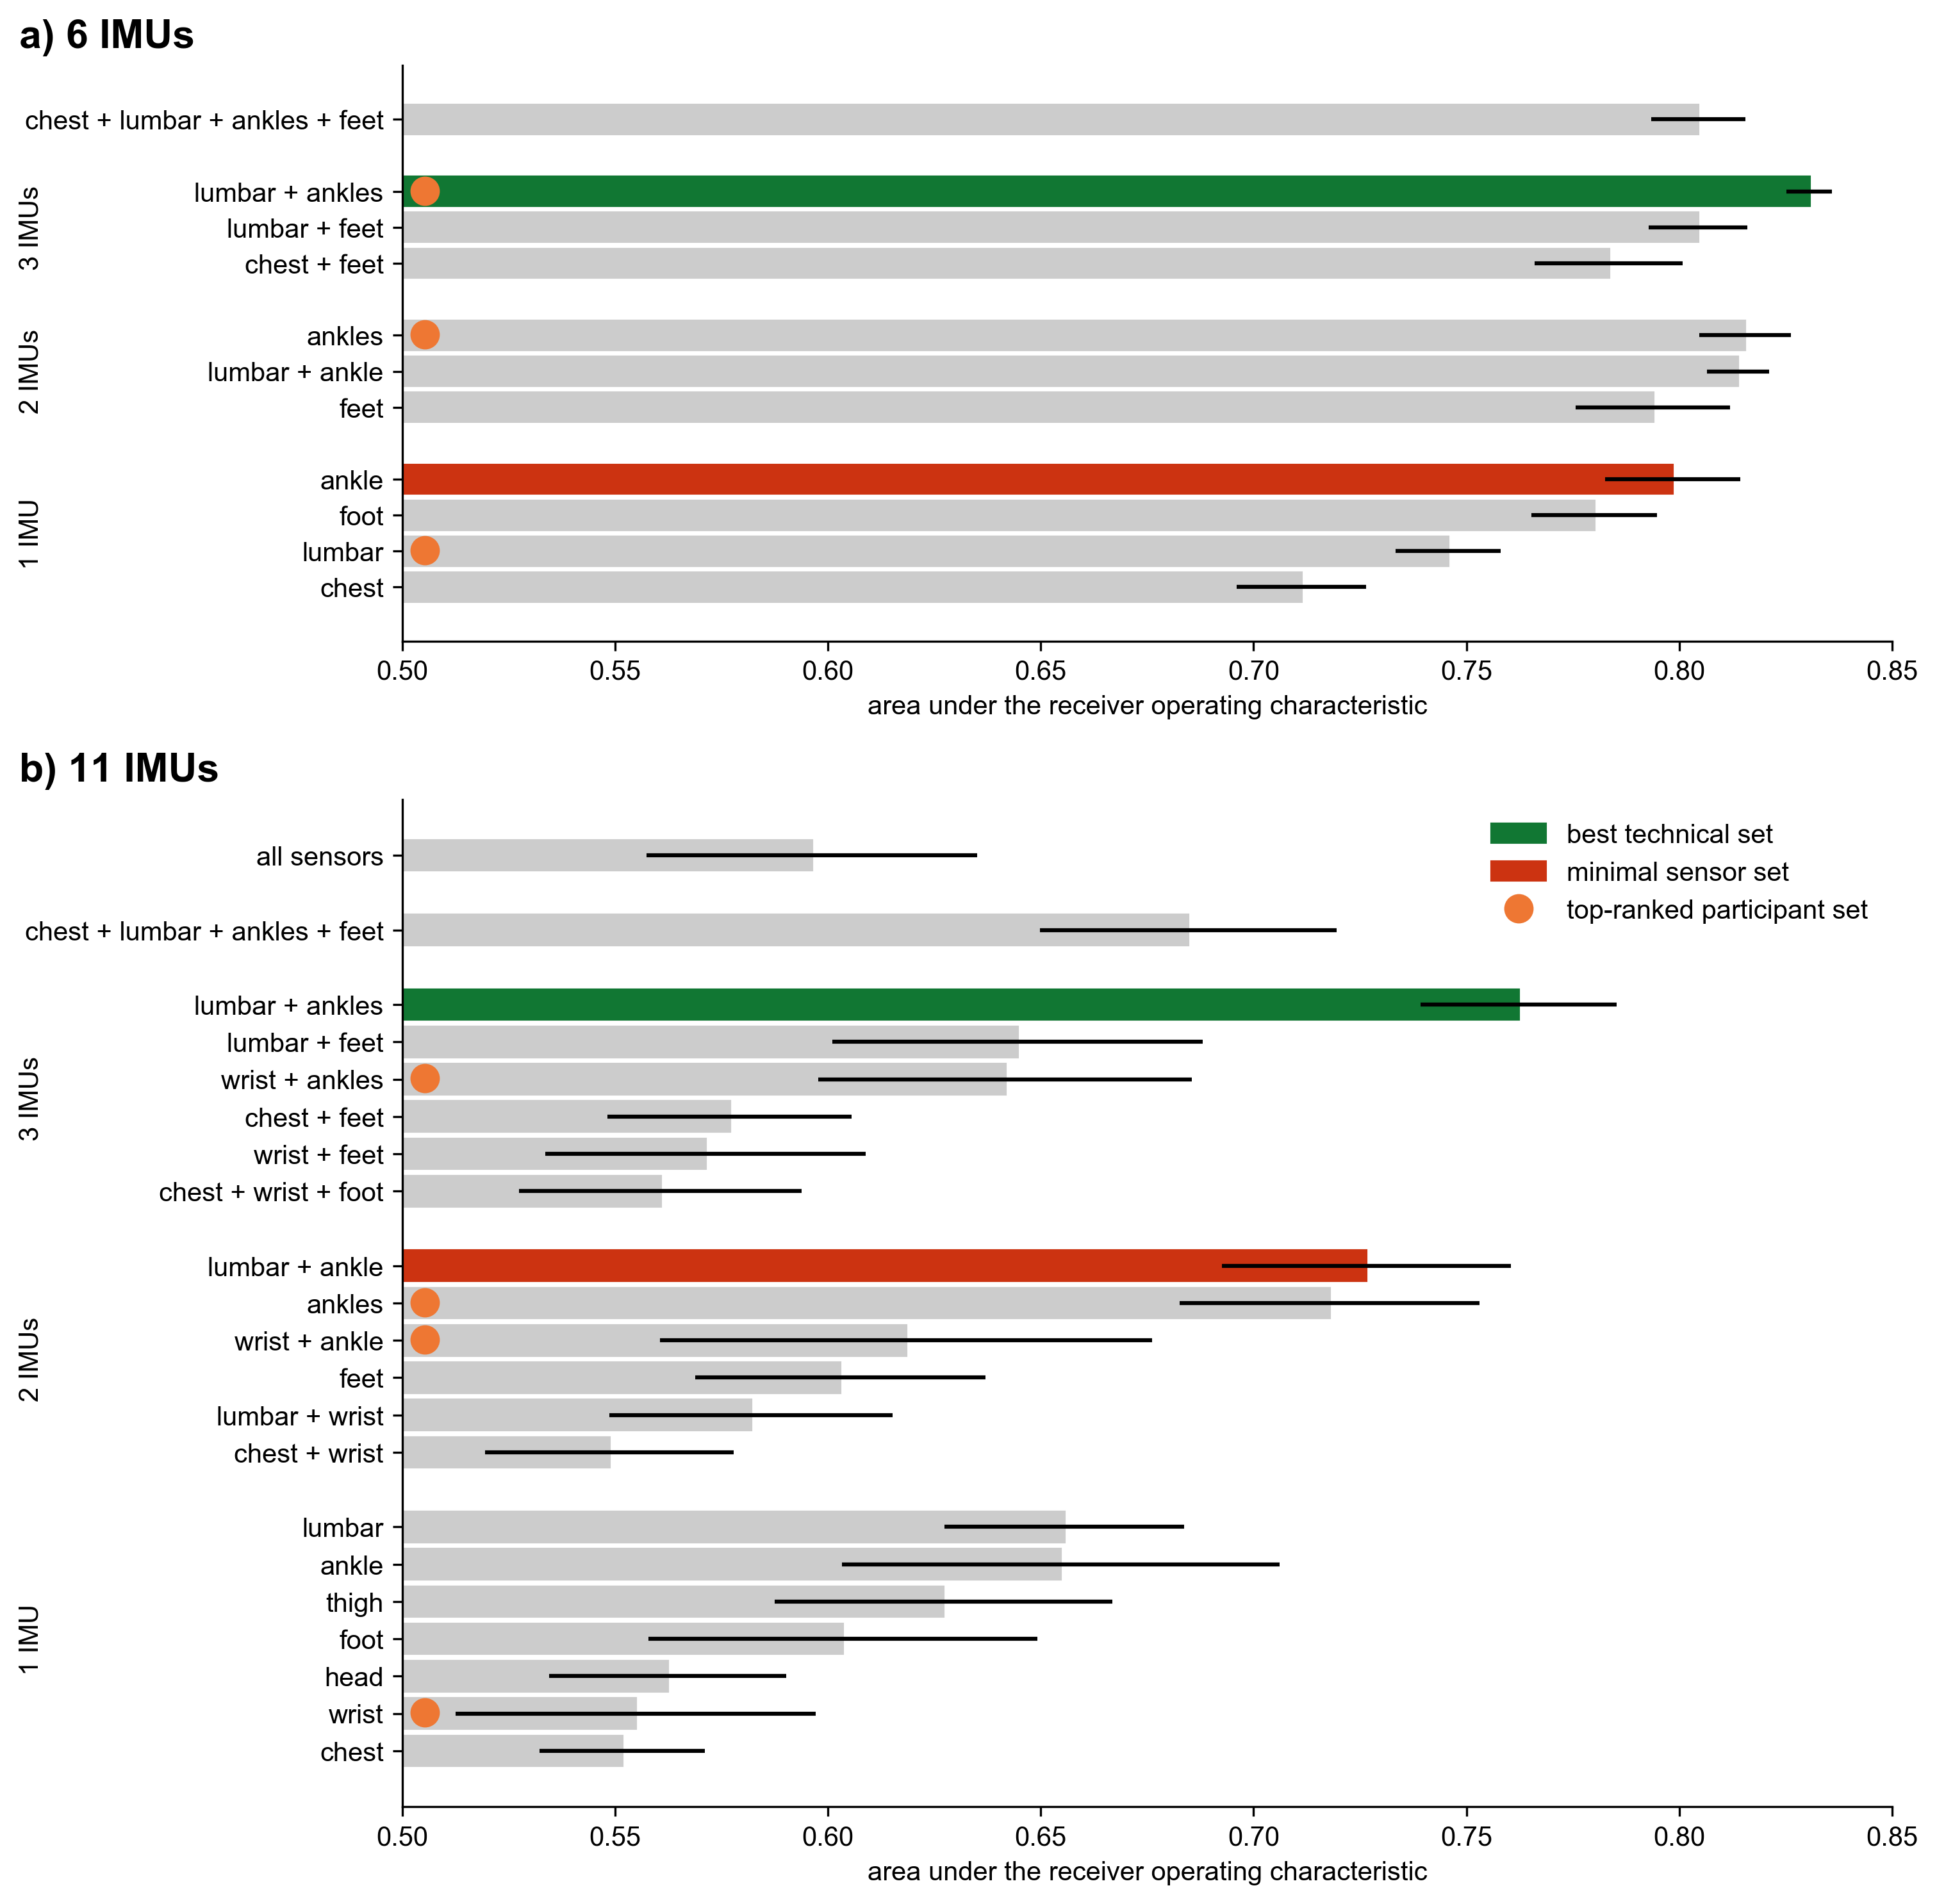 a) 6 IMUs
chest + lumbar + ankles + feet
3 IMUs
lumbar + ankles
lumbar + feet
chest + feet
2 IMUs
ankles
lumbar + ankle
feet
1 IMU
ankle
foot
lumbar
chest
0.50 0.55 0.60 0.65 0.70 0.75 0.80 0.85
area under the receiver operating characteristic
b) 11 IMUs
best technical set
minimal sensor set
top-ranked participant set
all sensors
chest + lumbar + ankles + feet
3 IMUs
lumbar + ankles
lumbar + feet
wrist + ankles
chest + feet
wrist + feet
chest + wrist + foot
2 IMUs
lumbar + ankle
ankles
wrist + ankle
feet
lumbar + wrist
chest + wrist
1 IMU
lumbar
ankle
thigh
foot
head
wrist
chest
0.50 0.55 0.60 0.65 0.70 0.75 0.80 0.85
area under the receiver operating characteristic